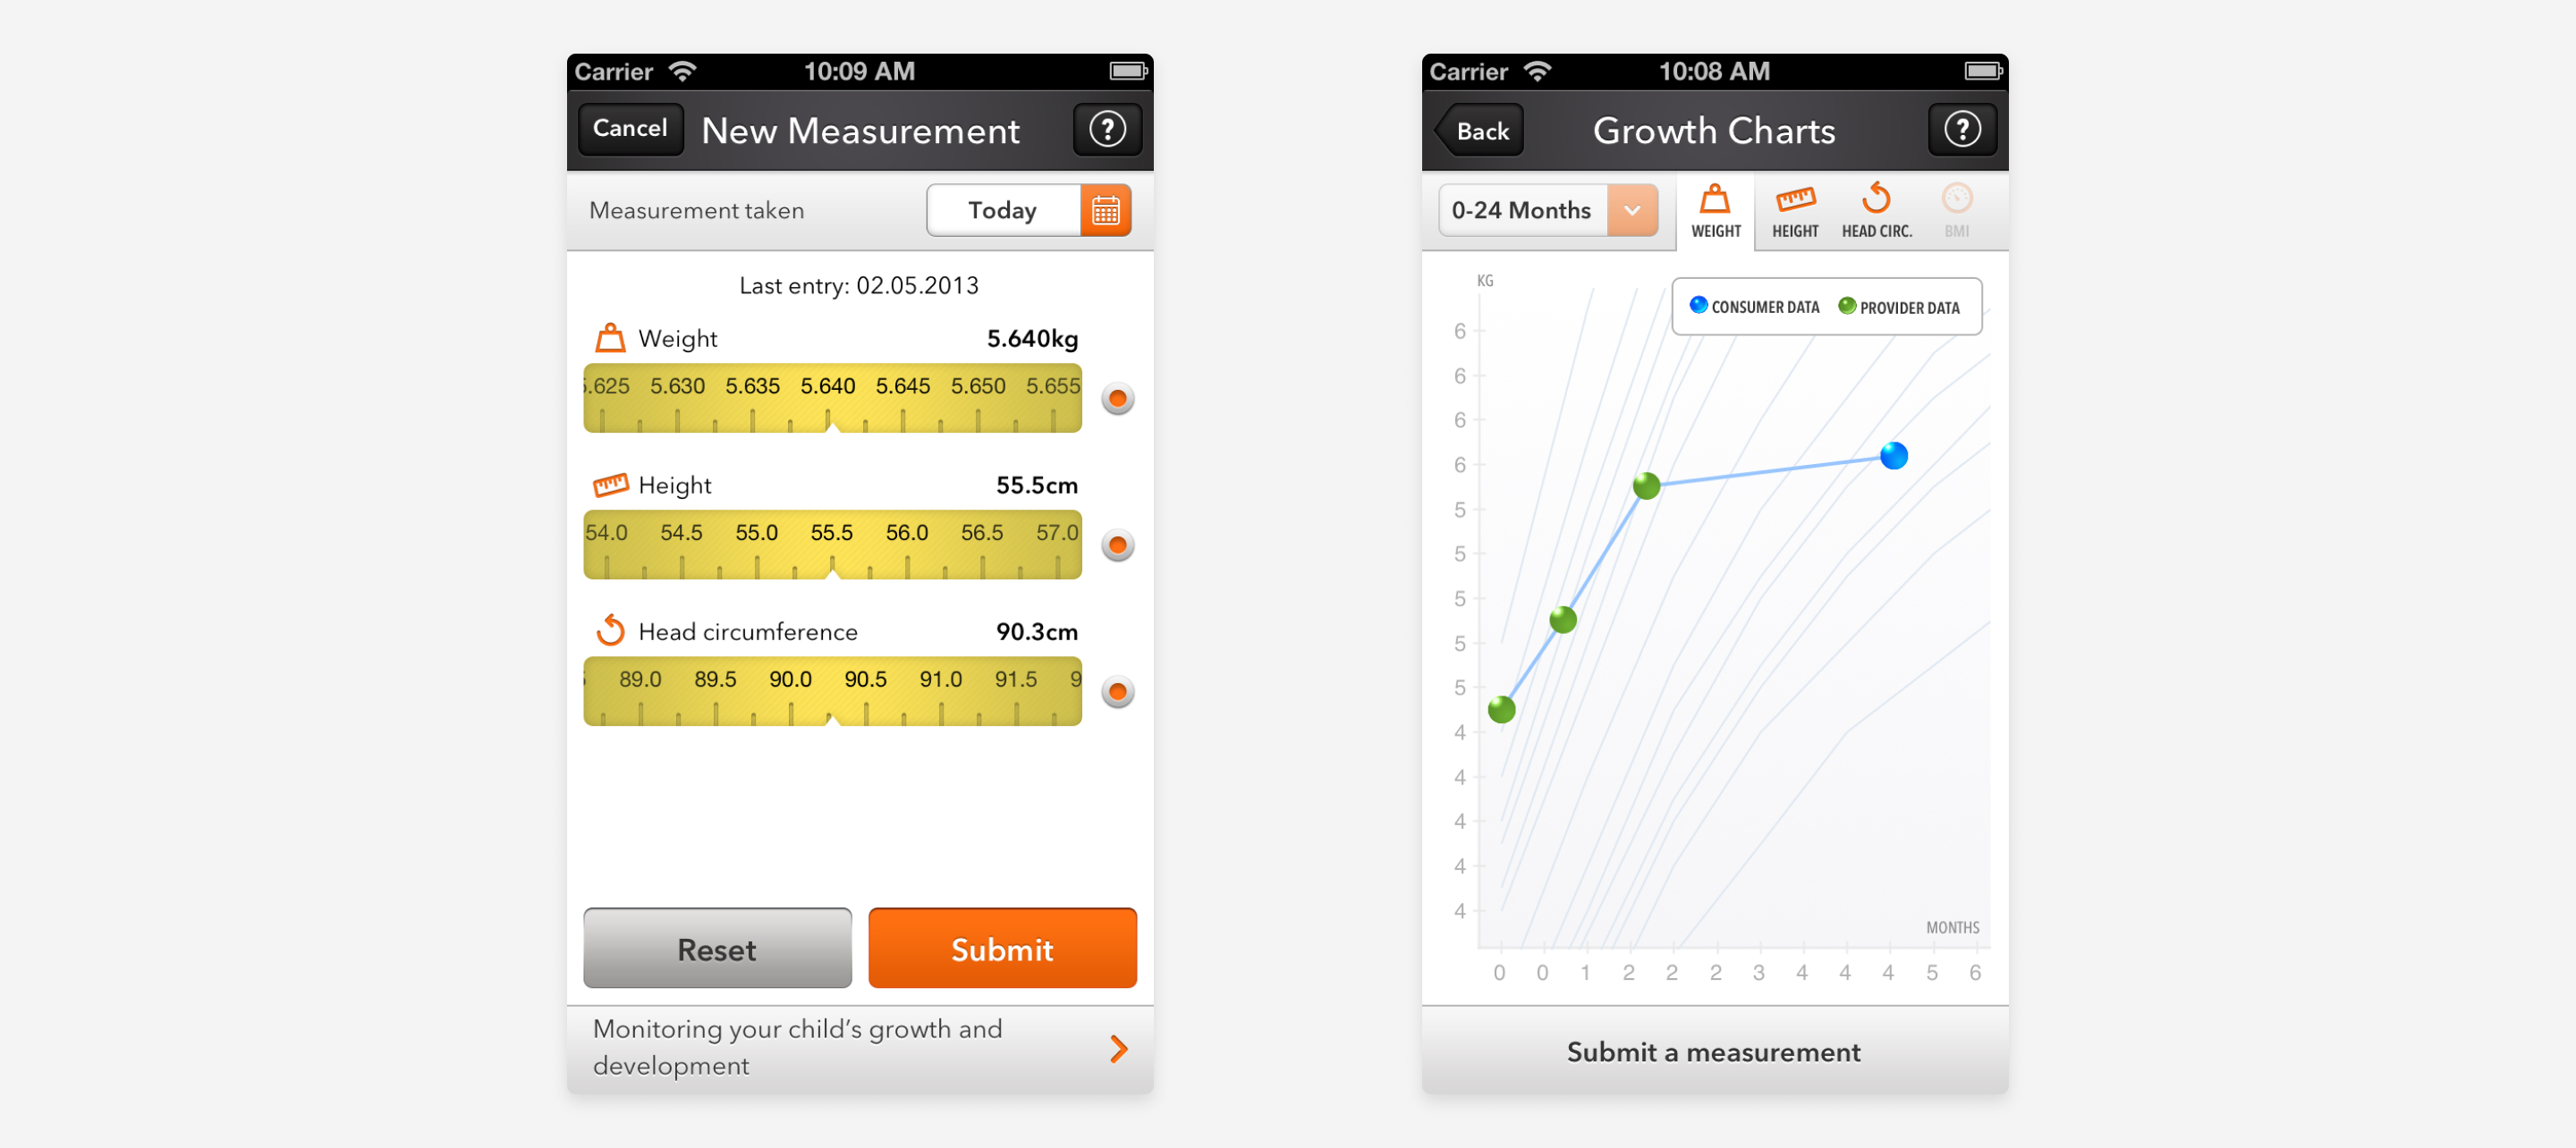 Carrier 10:09 AM
Cancel New Measurement ?
Measurement taken Today
Last entry: 02.05.2013
Weight 5.640kg
5.625 5.630 5.635 5.640 5.645 5.650 5.655
Height 55.5cm
54.0 54.5 55.0 55.5 56.0 56.5 57.0
Head circumference 90.3cm
89.0 89.5 90.0 90.5 91.0 91.5 9
Reset Submit
Monitoring your child’s growth and
development
Carrier 10:08 AM
Back Growth Charts ?
0-24 Months WEIGHT HEIGHT HEAD CIRC. BMI
KG
CONSUMER DATA PROVIDER DATA
6
6
6
6
5
5
5
5
5
4
4
4
4
4
MONTHS
0 0 1 2 2 2 3 4 4 4 5 6
Submit a measurement